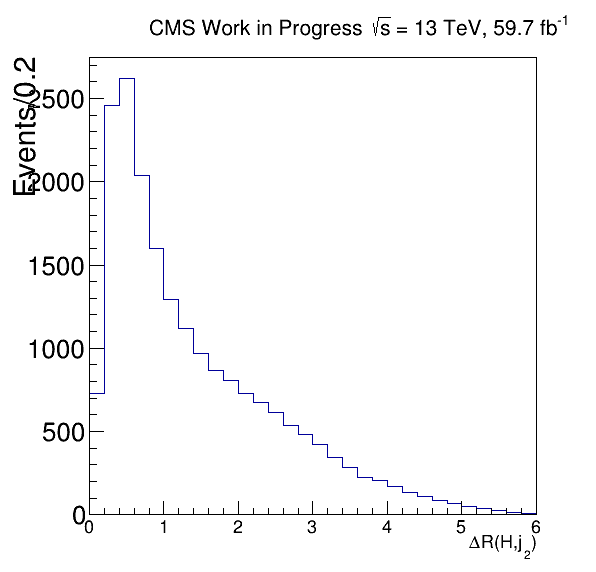 CMS Work in Progress √s = 13 TeV, 59.7 fb⁻¹
Events/0.2
2500
2000
1500
1000
500
0
0 1 2 3 4 5 6
ΔR(H,j₂)